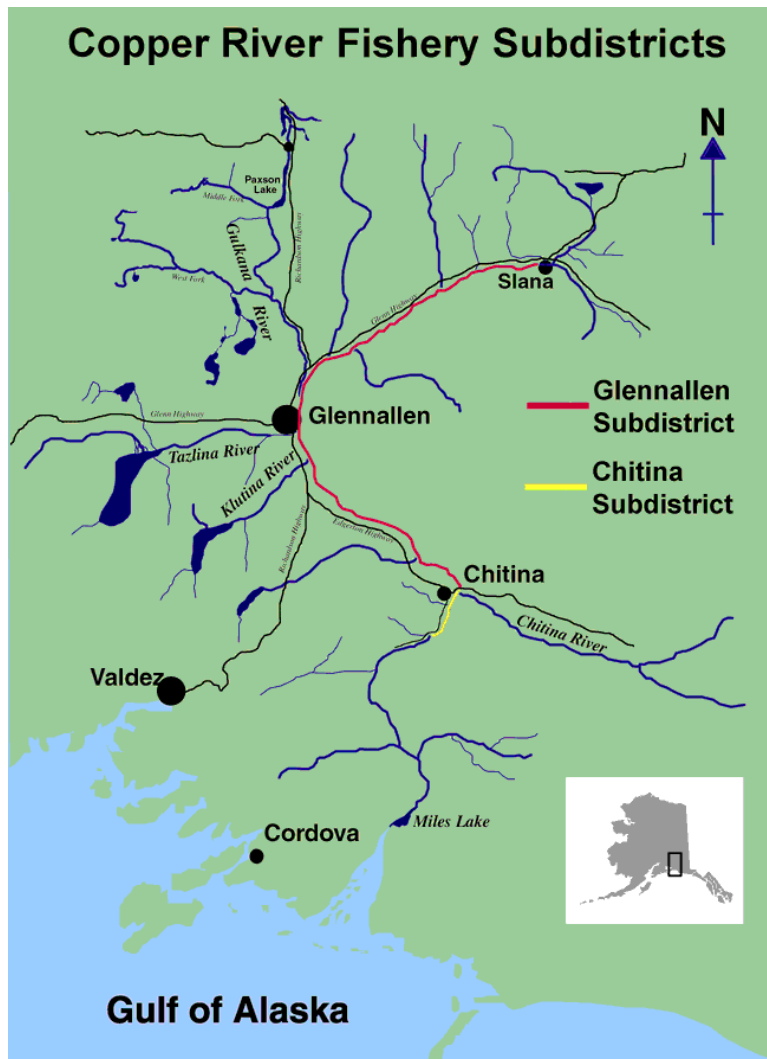 Copper River Fishery Subdistricts
N
Paxson
Lake
Middle Fork
Gulkana
River
Richardson Highway
West Fork
Slana
Glenn Highway
Glennallen
Subdistrict
Chitina
Subdistrict
Glenn Highway
Glennallen
Tazlina River
Klutina River
Edgerton Highway
Richardson Highway
Chitina
Chitina River
Valdez
Miles Lake
Cordova
Gulf of Alaska